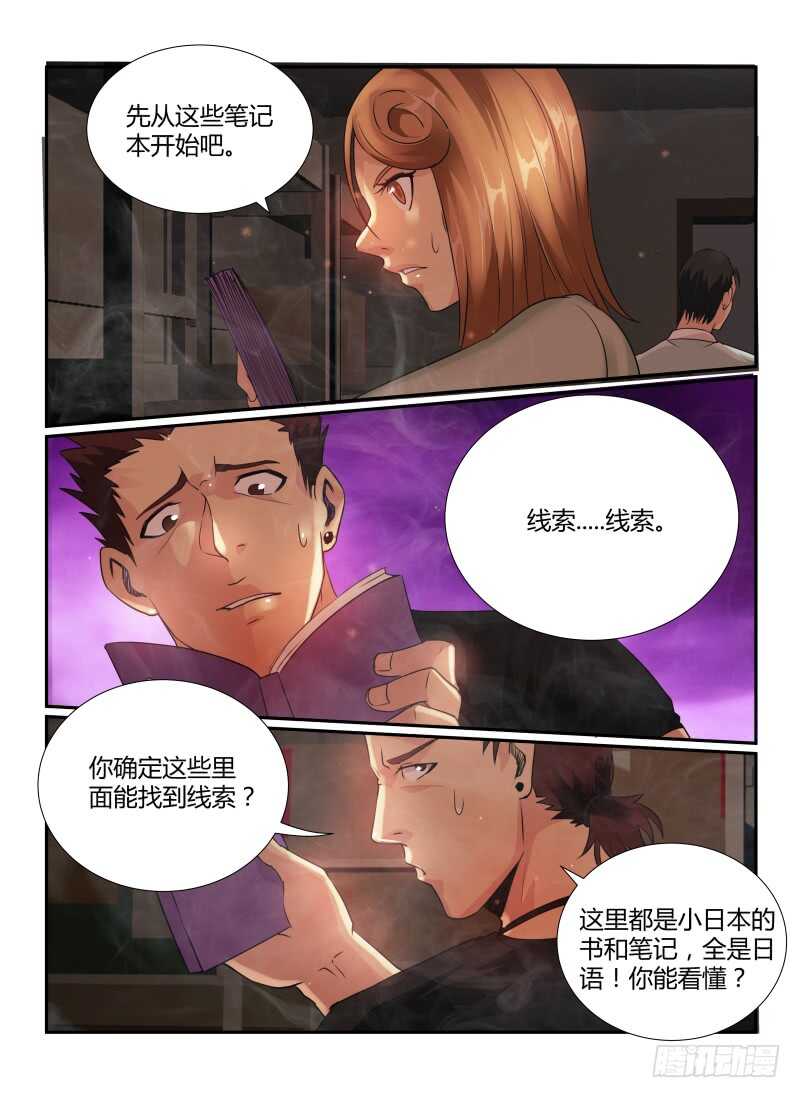 先从这些笔记
本开始吧。
线索.....线索。
你确定这些里
面能找到线索？
这里都是小日本的
书和笔记，全是日
语！你能看懂？
腾讯动漫